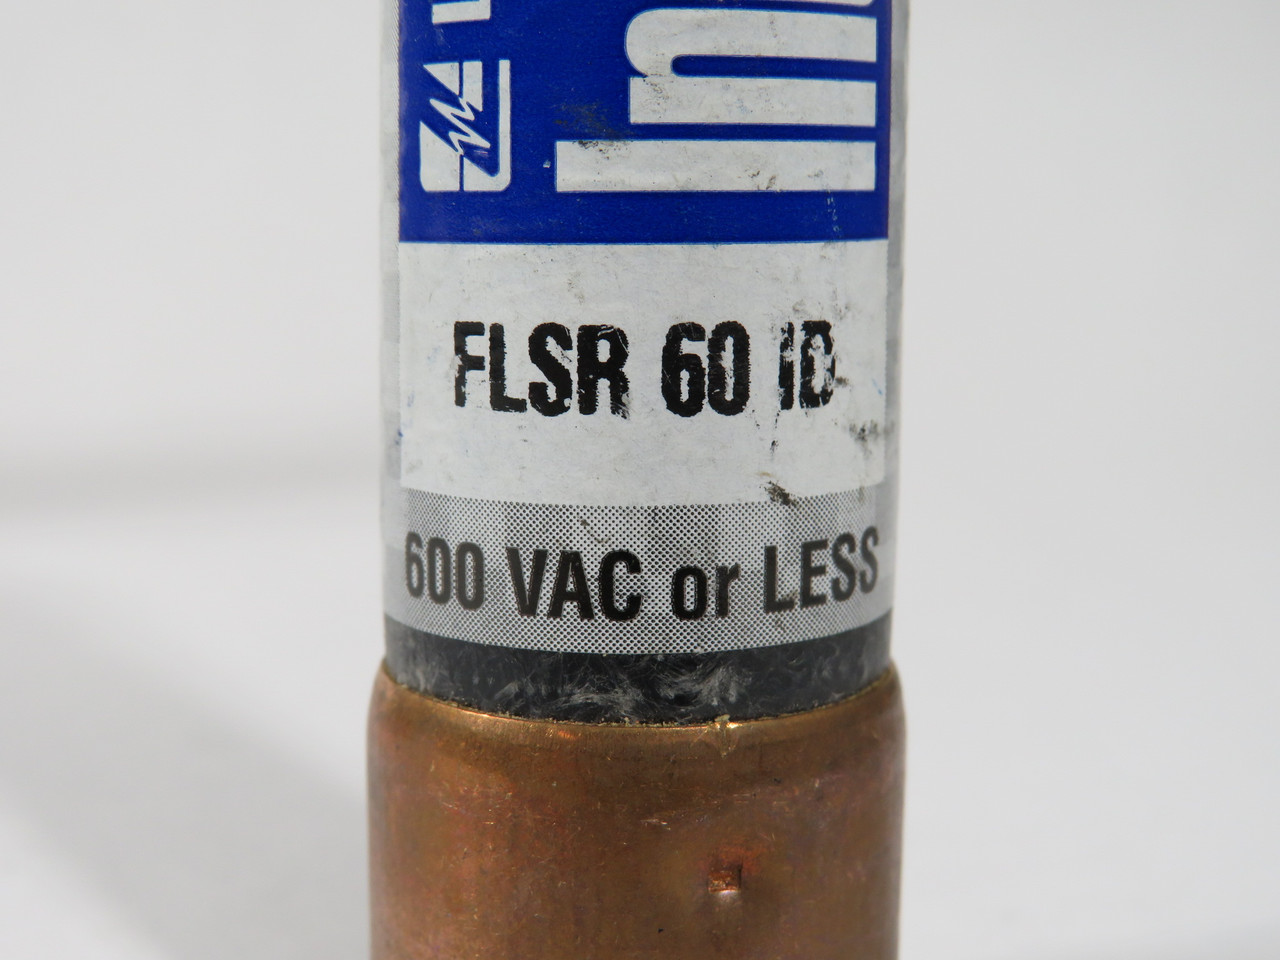 FLSR 60 ID
600 VAC or LESS